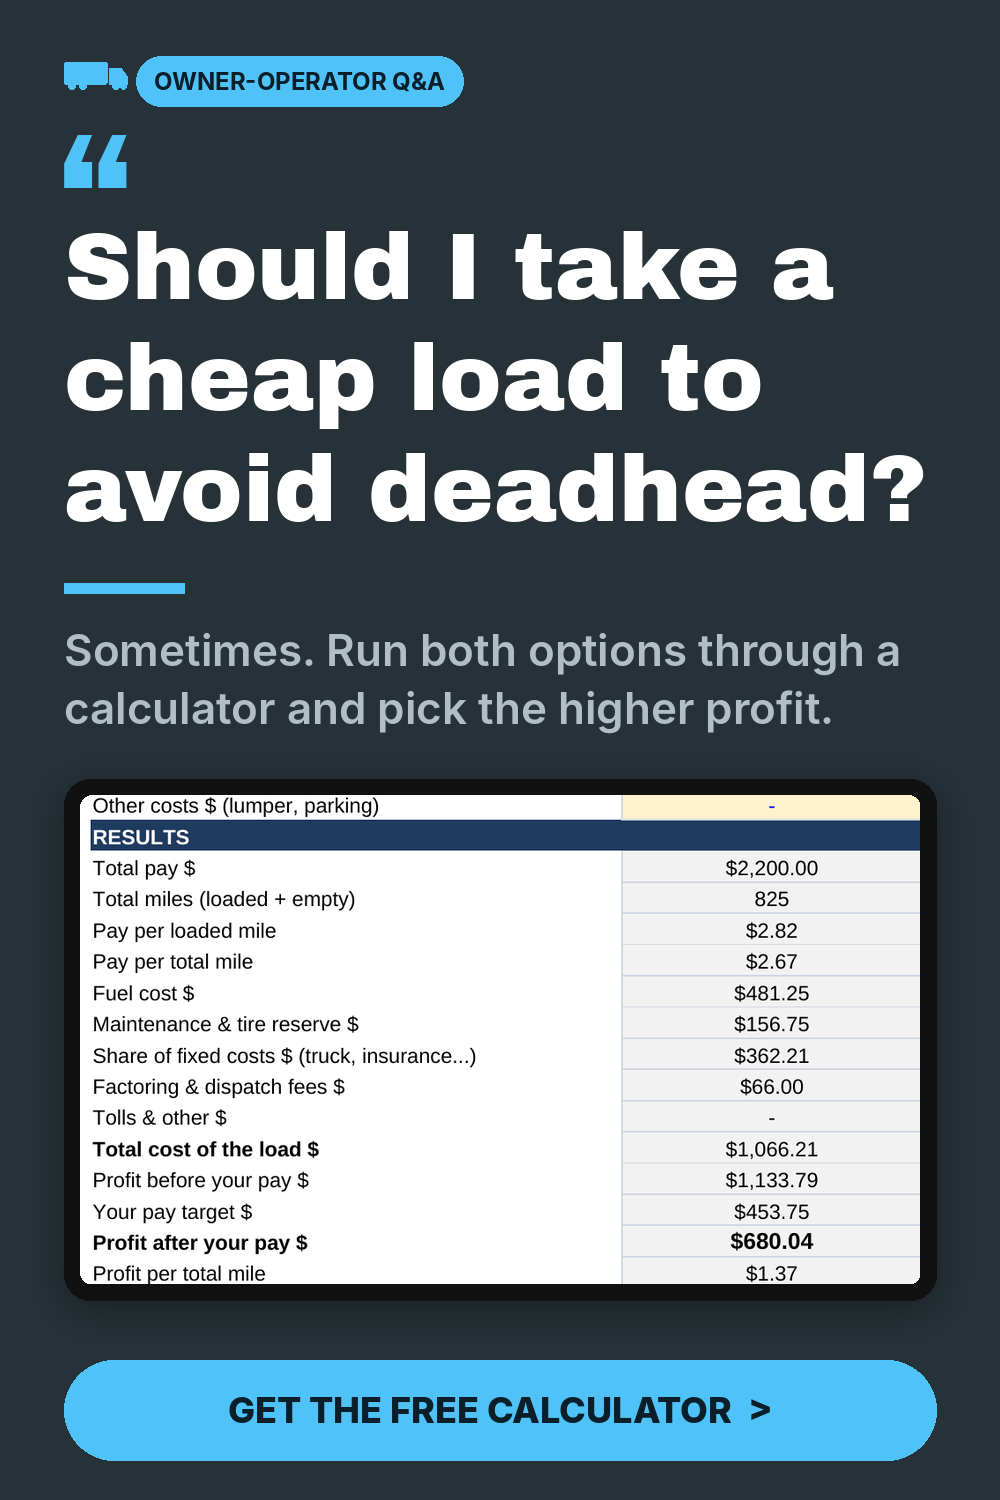 OWNER-OPERATOR Q&A
“
Should I take a
cheap load to
avoid deadhead?
Sometimes. Run both options through a
calculator and pick the higher profit.
Other costs $ (lumper, parking) -
RESULTS
Total pay $ $2,200.00
Total miles (loaded + empty) 825
Pay per loaded mile $2.82
Pay per total mile $2.67
Fuel cost $ $481.25
Maintenance & tire reserve $ $156.75
Share of fixed costs $ (truck, insurance...) $362.21
Factoring & dispatch fees $ $66.00
Tolls & other $ -
Total cost of the load $ $1,066.21
Profit before your pay $ $1,133.79
Your pay target $ $453.75
Profit after your pay $ $680.04
Profit per total mile $1.37
GET THE FREE CALCULATOR >